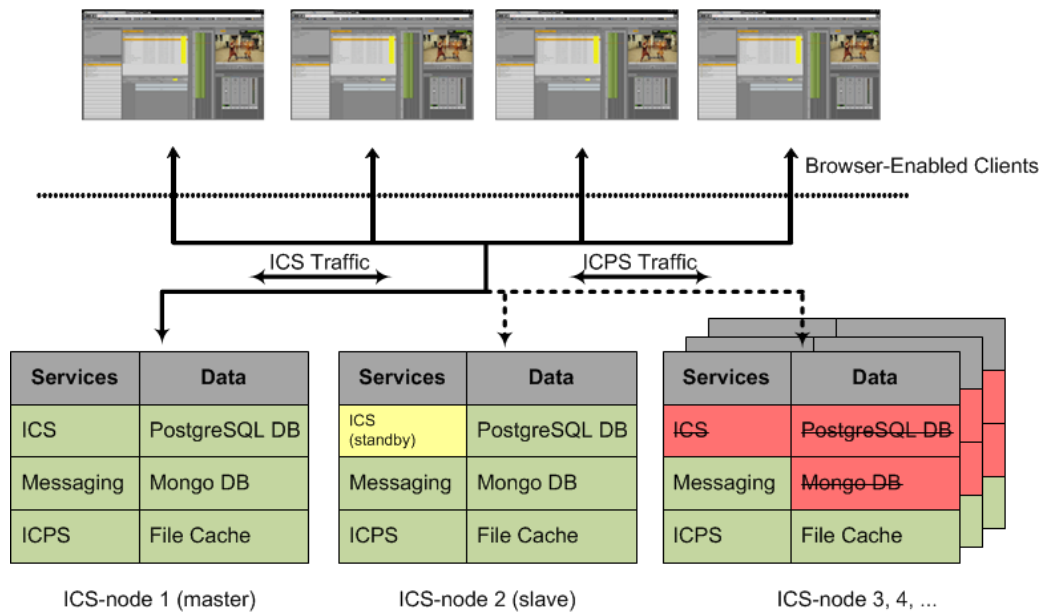 Browser-Enabled Clients
ICS Traffic
ICPS Traffic
Services
Data
ICS
PostgreSQL DB
Messaging
Mongo DB
ICPS
File Cache
ICS-node 1 (master)
Services
Data
ICS
(standby)
PostgreSQL DB
Messaging
Mongo DB
ICPS
File Cache
ICS-node 2 (slave)
Services
Data
ICS
PostgreSQL DB
Messaging
Mongo DB
ICPS
File Cache
ICS-node 3, 4, ...